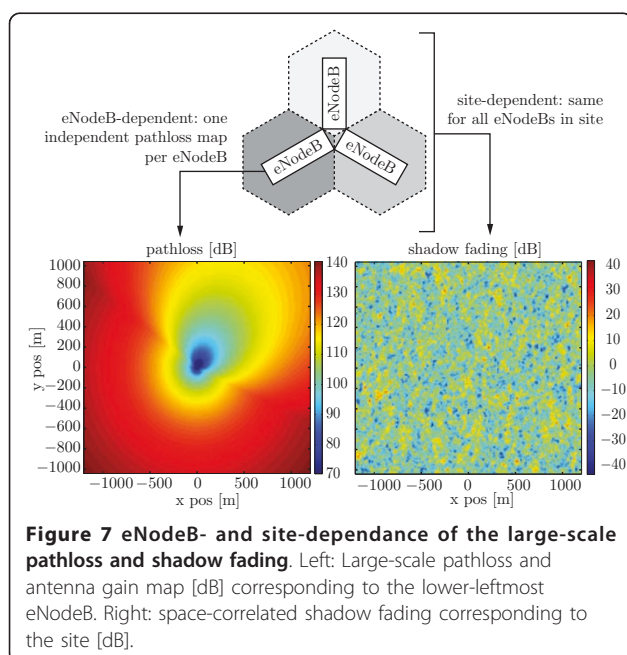 eNodeB
eNodeB
eNodeB
eNodeB-dependent: one
independent pathloss map
per eNodeB
site-dependent: same
for all eNodeBs in site
pathloss [dB]
1000
800
600
400
200
0
−200
−400
−600
−800
−1000
y pos [m]
−1000 −500 0 500 1000
x pos [m]
140
130
120
110
100
90
80
70
shadow fading [dB]
−1000 −500 0 500 1000
x pos [m]
40
30
20
10
0
−10
−20
−30
−40
Figure 7 eNodeB- and site-dependance of the large-scale
pathloss and shadow fading. Left: Large-scale pathloss and
antenna gain map [dB] corresponding to the lower-leftmost
eNodeB. Right: space-correlated shadow fading corresponding to
the site [dB].